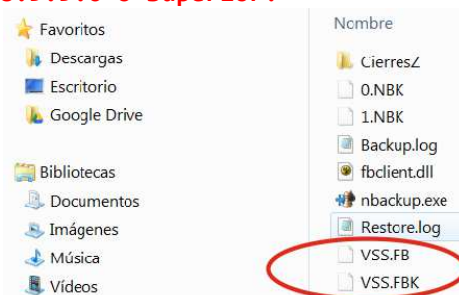 Favoritos
Descargas
Escritorio
Google Drive
Bibliotecas
Documentos
Imágenes
Música
Vídeos
Nombre
CierresZ
0.NBK
1.NBK
Backup.log
fbclient.dll
nbackup.exe
Restore.log
VSS.FB
VSS.FBK